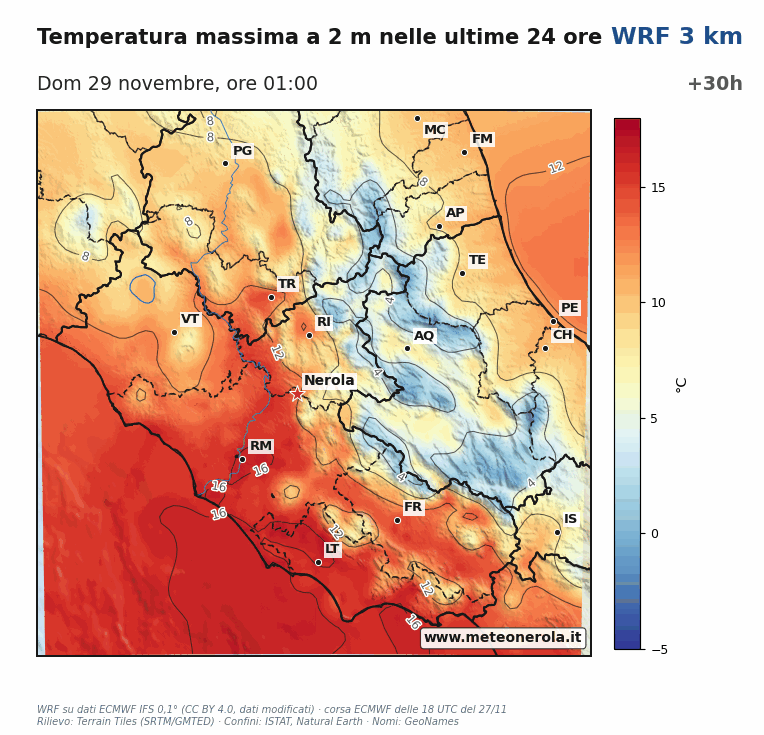 Temperatura massima a 2 m nelle ultime 24 ore WRF 3 km
Dom 29 novembre, ore 01:00 +30h
8
8
MC
FM
PG
12
8
AP
8
8
TE
TR
4
PE
VT
RI
AQ
CH
12
4
Nerola
RM
16
16
4
4
16
FR
IS
12
LT
12
16
www.meteonerola.it
15
10
5
0
−5
°C
WRF su dati ECMWF IFS 0,1° (CC BY 4.0, dati modificati) · corsa ECMWF delle 18 UTC del 27/11
Rilievo: Terrain Tiles (SRTM/GMTED) · Confini: ISTAT, Natural Earth · Nomi: GeoNames